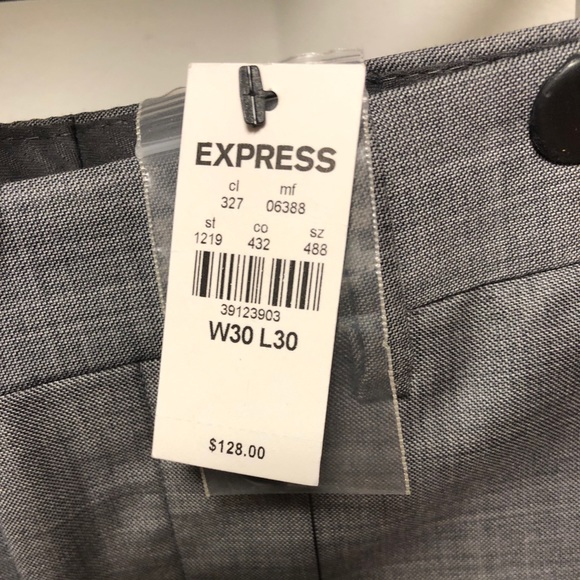 EXPRESS
cl mf
327 06388
st co sz
1219 432 488
39123903
W30 L30
$128.00